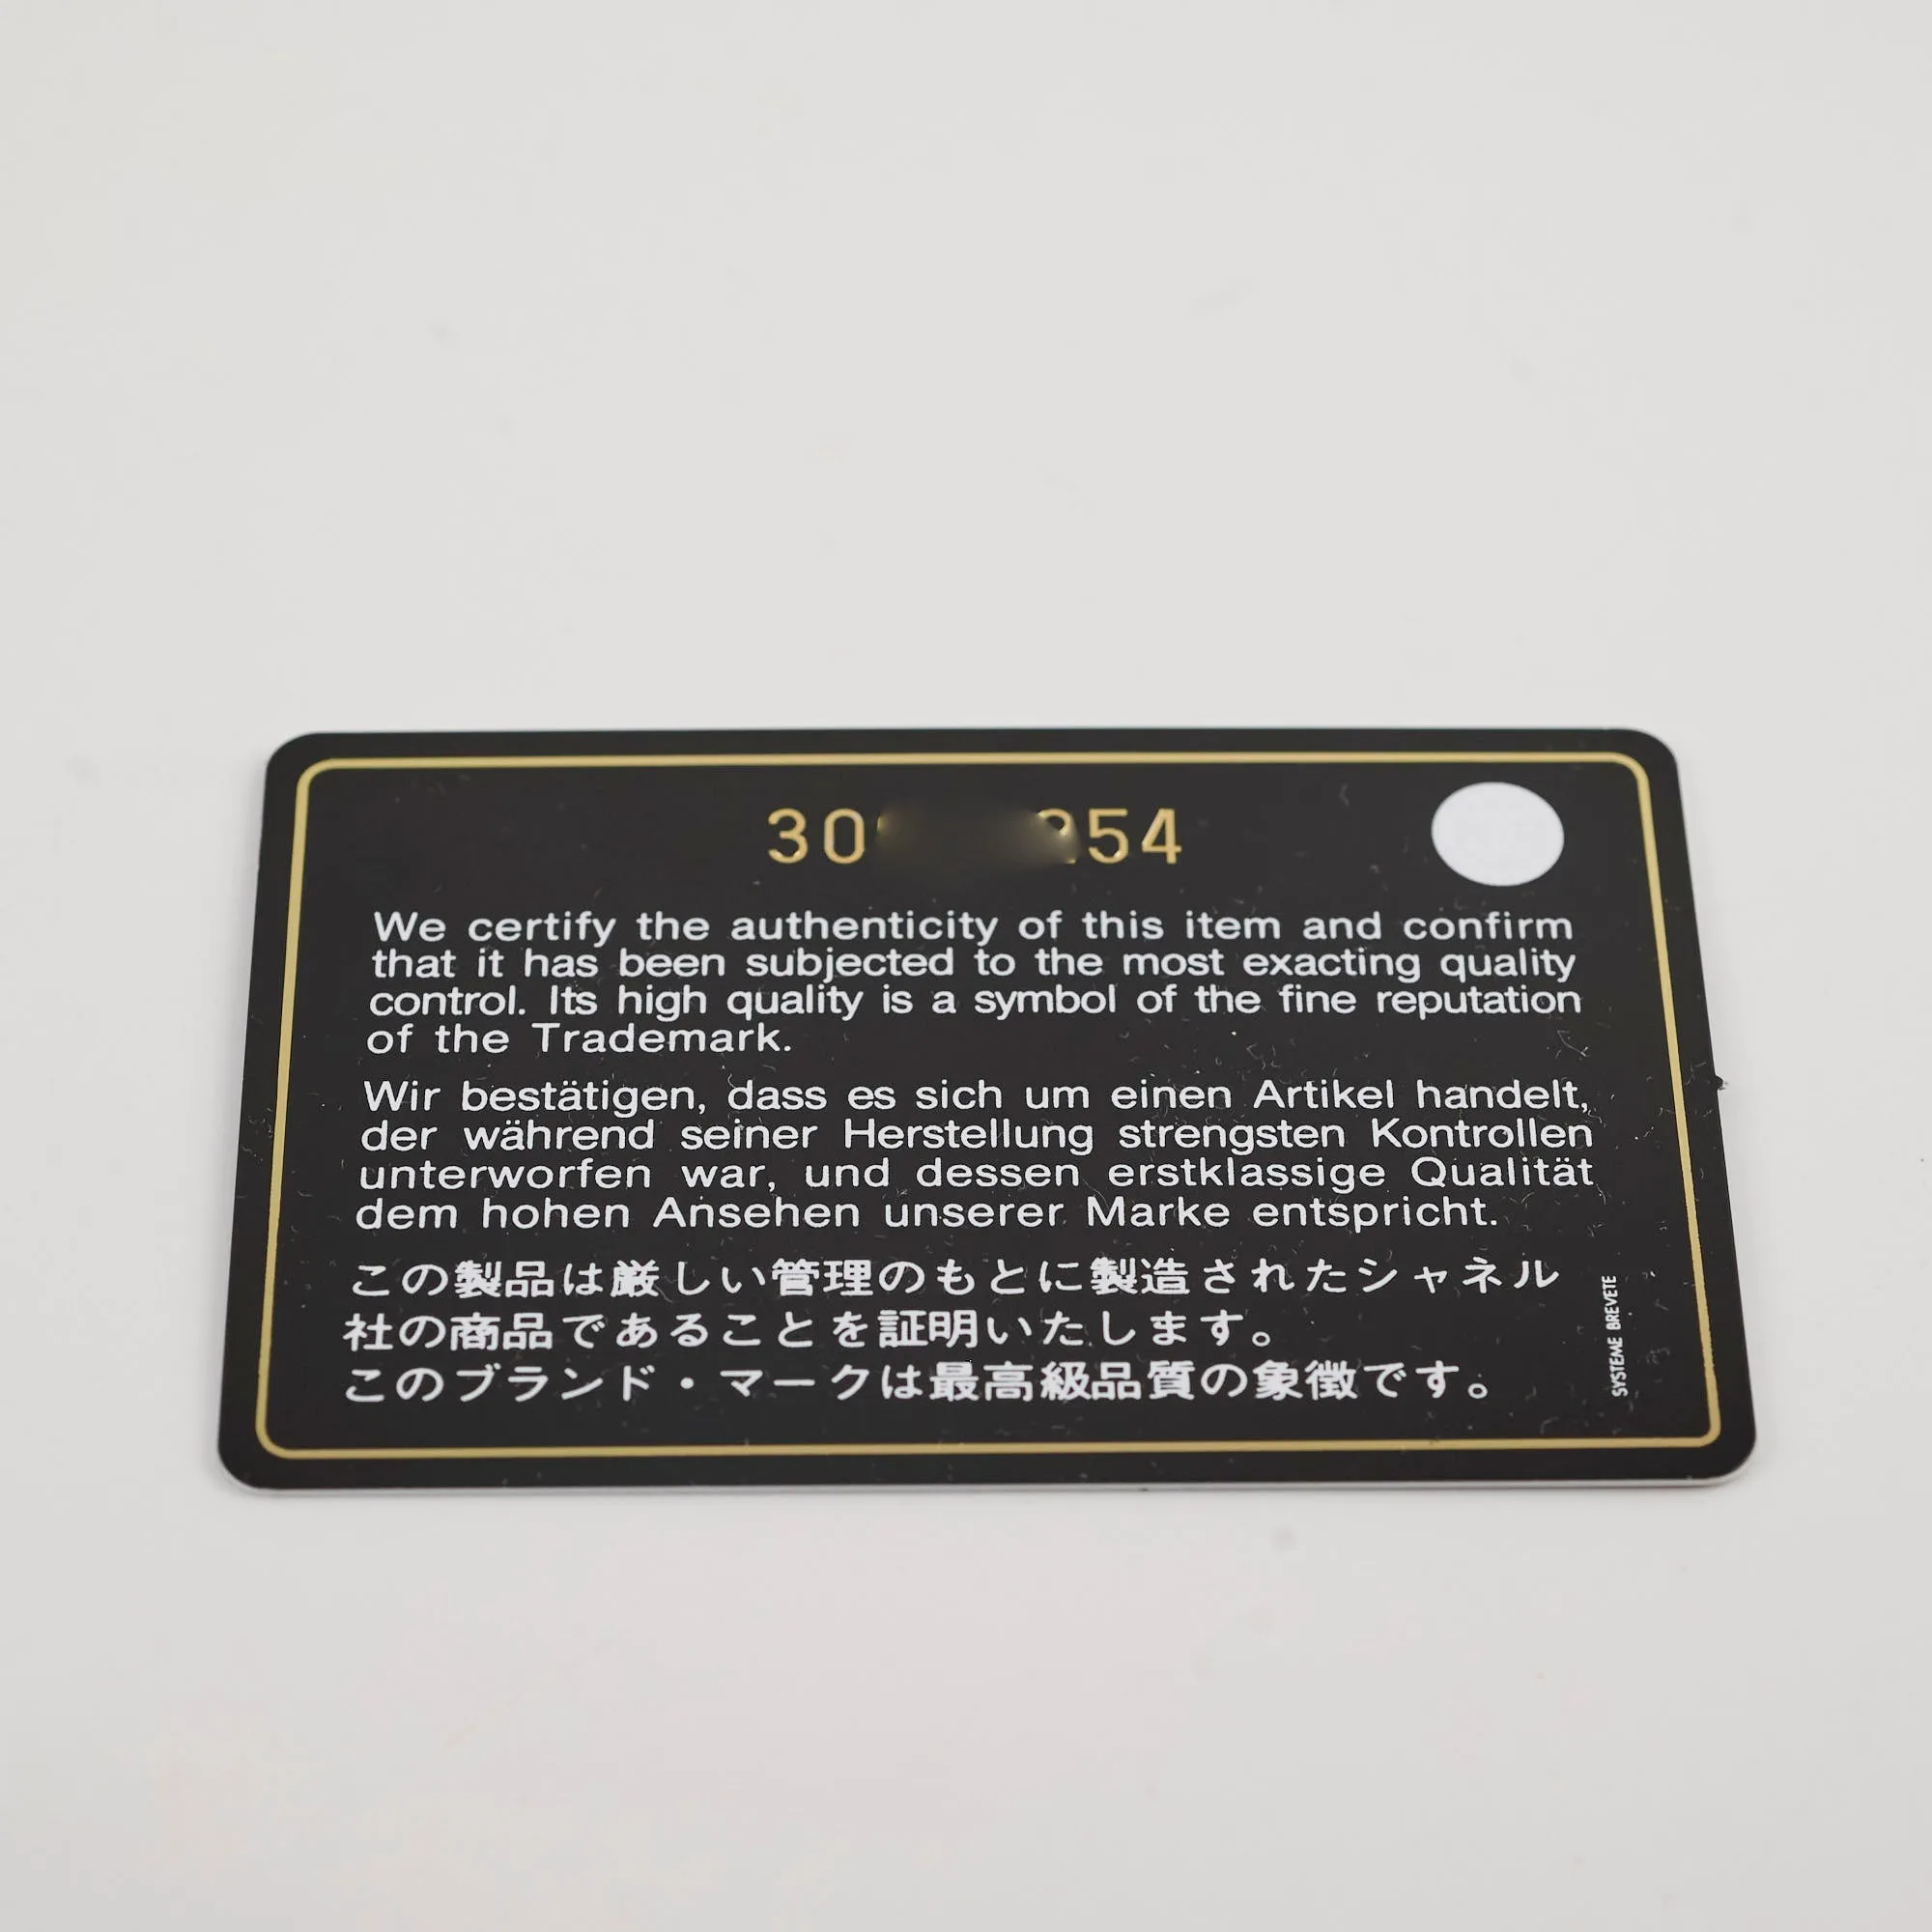 30 254
We certify the authenticity of this item and confirm
that it has been subjected to the most exacting quality
control. Its high quality is a symbol of the fine reputation
of the Trademark.
Wir bestätigen, dass es sich um einen Artikel handelt,
der während seiner Herstellung strengsten Kontrollen
unterworfen war, und dessen erstklassige Qualität
dem hohen Ansehen unserer Marke entspricht.
この製品は厳しい管理のもとに製造されたシャネル
社の商品であることを証明いたします。
このブランド・マークは最高級品質の象徴です。
SYSTEME BREVETE